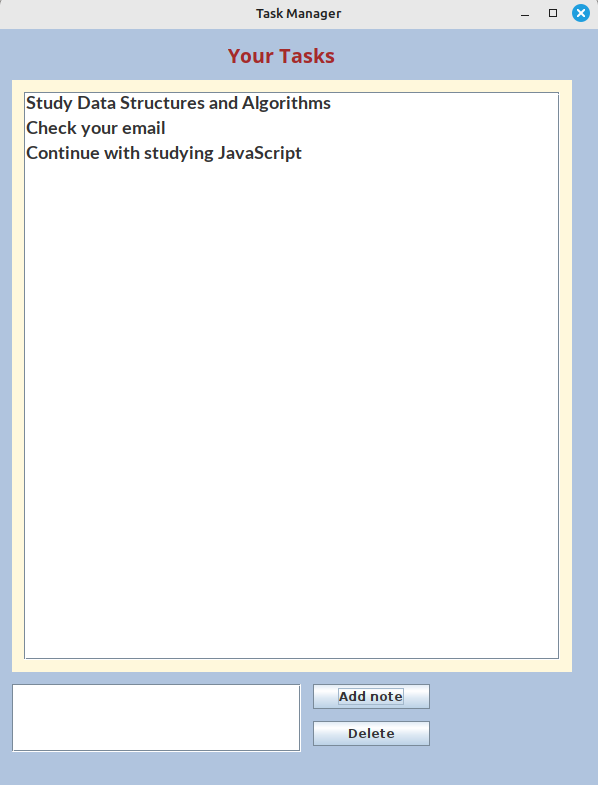 Task Manager
Your Tasks
Study Data Structures and Algorithms
Check your email
Continue with studying JavaScript
Add note
Delete